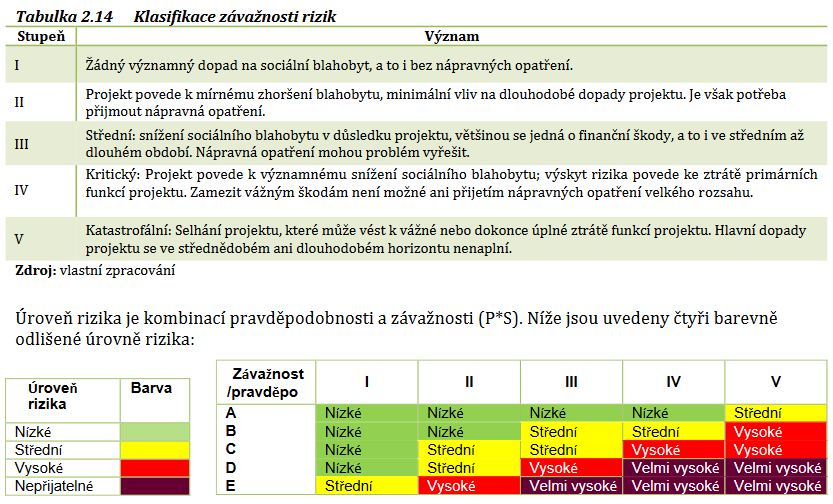 Tabulka 2.14 Klasifikace závažnosti rizik
Stupeň Význam
I Žádný významný dopad na sociální blahobyt, a to i bez nápravných opatření.
II Projekt povede k mírnému zhoršení blahobytu, minimální vliv na dlouhodobé dopady projektu. Je však potřeba
přijmout nápravná opatření.
III Střední: snížení sociálního blahobytu v důsledku projektu, většinou se jedná o finanční škody, a to i ve středním až
dlouhém období. Nápravná opatření mohou problém vyřešit.
IV Kritický: Projekt povede k významnému snížení sociálního blahobytu; výskyt rizika povede ke ztrátě primárních
funkcí projektu. Zamezit vážným škodám není možné ani přijetím nápravných opatření velkého rozsahu.
V Katastrofální: Selhání projektu, které může vést k vážné nebo dokonce úplné ztrátě funkcí projektu. Hlavní dopady
projektu se ve střednědobém ani dlouhodobém horizontu nenaplní.
Zdroj: vlastní zpracování
Úroveň rizika je kombinací pravděpodobnosti a závažnosti (P*S). Níže jsou uvedeny čtyři barevně
odlišené úrovně rizika:
Úroveň rizika Barva
Nízké
Střední
Vysoké
Nepřijatelné
Závažnost /pravděpo I II III IV V
A Nízké Nízké Nízké Nízké Střední
B Nízké Nízké Střední Střední Vysoké
C Nízké Střední Střední Vysoké Vysoké
D Nízké Střední Vysoké Velmi vysoké Velmi vysoké
E Střední Vysoké Velmi vysoké Velmi vysoké Velmi vysoké